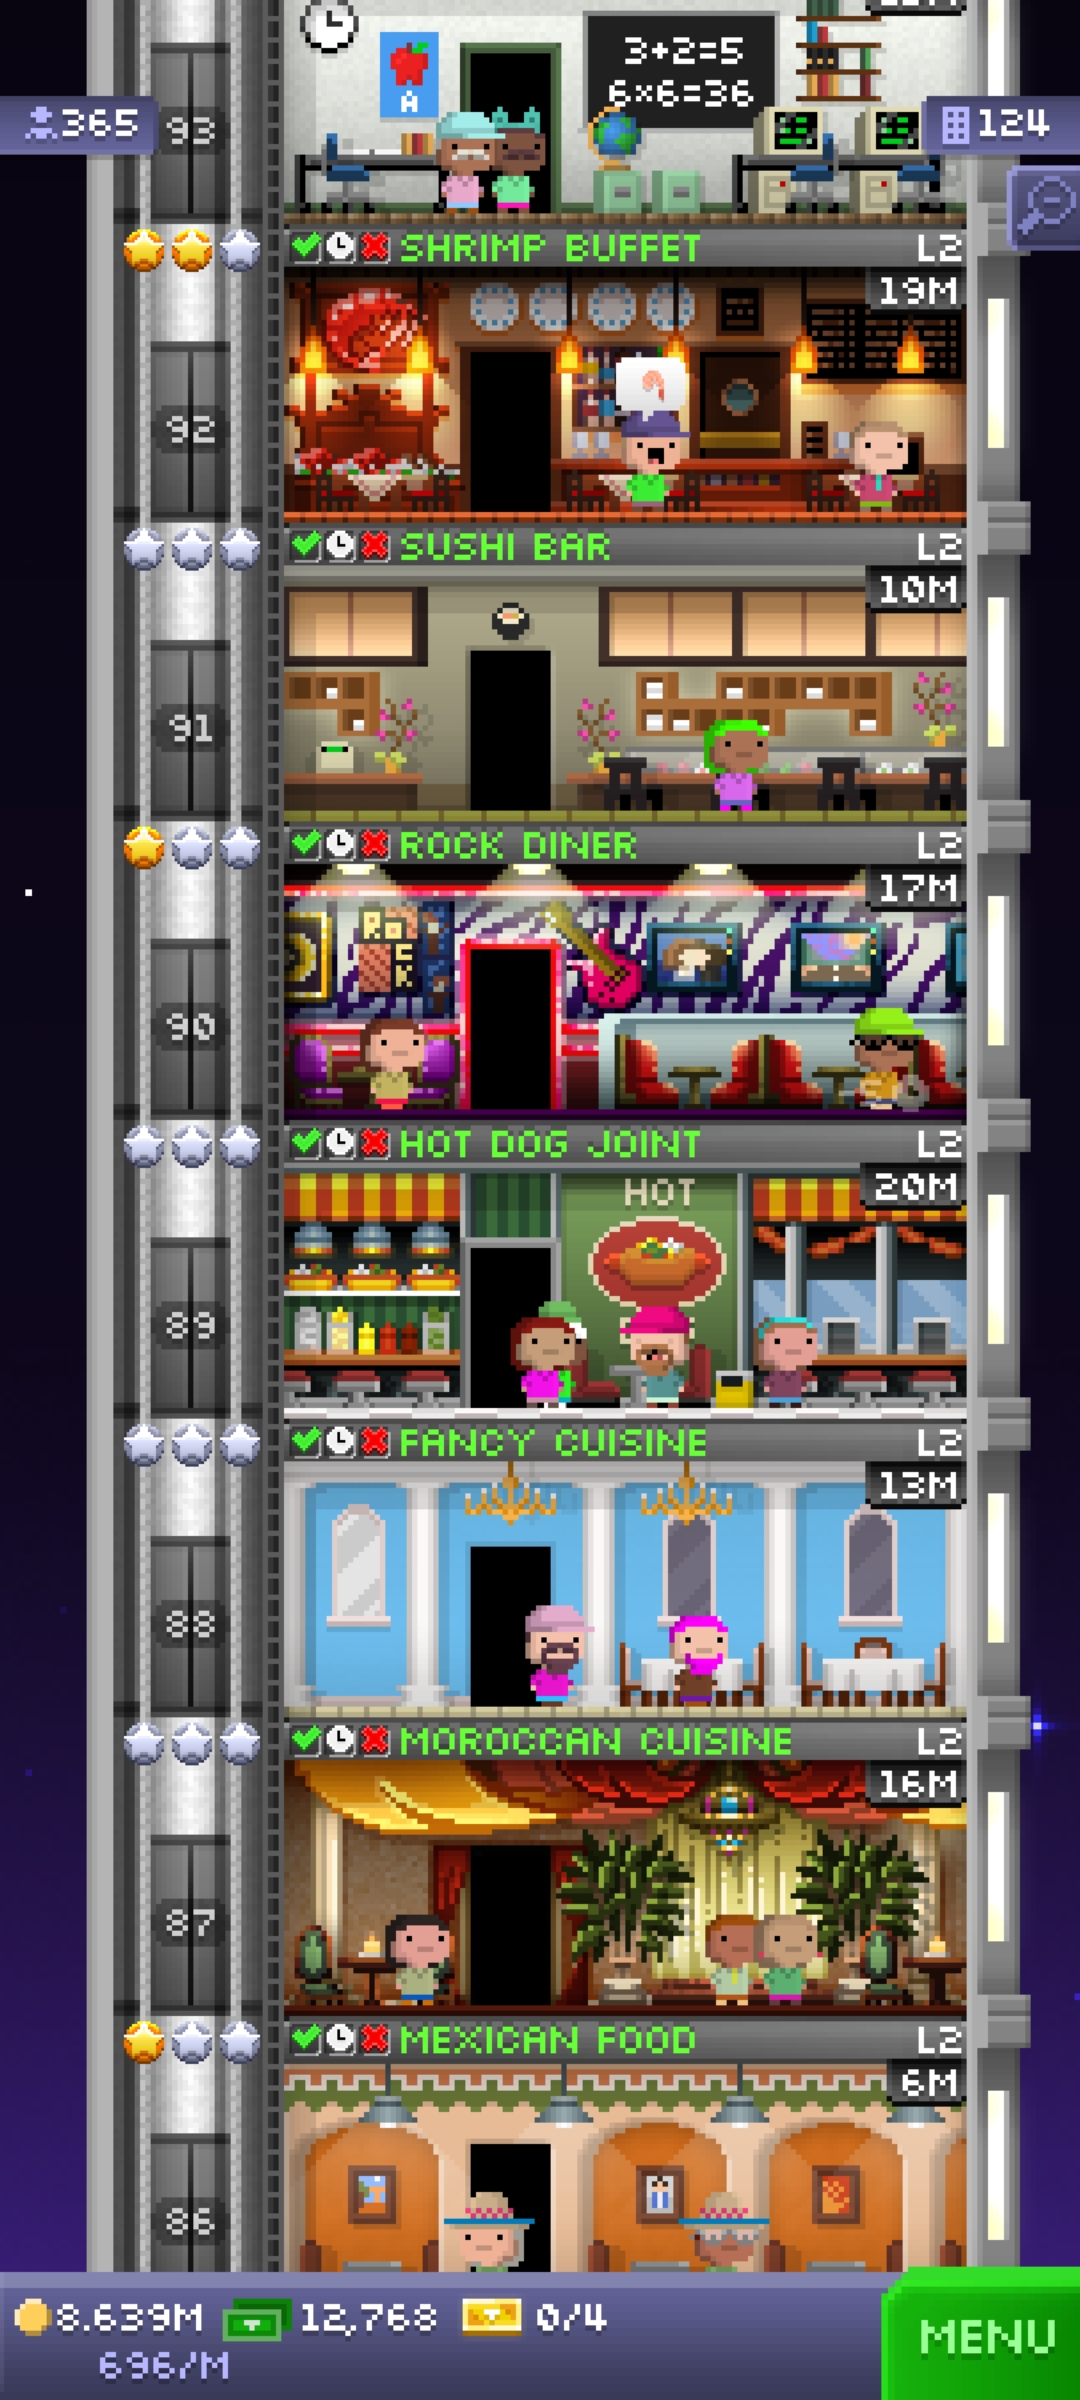 3+2=5
A
6×6=36
365
93
124
SHRIMP BUFFET L2
19M
92
SUSHI BAR L2
10M
91
ROCK DINER L2
17M
ROCK
90
HOT DOG JOINT L2
20M
HOT
89
FANCY CUISINE L2
13M
88
MOROCCAN CUISINE L2
16M
87
MEXICAN FOOD L2
6M
86
8.639M 12,768 0/4
MENU
696/M